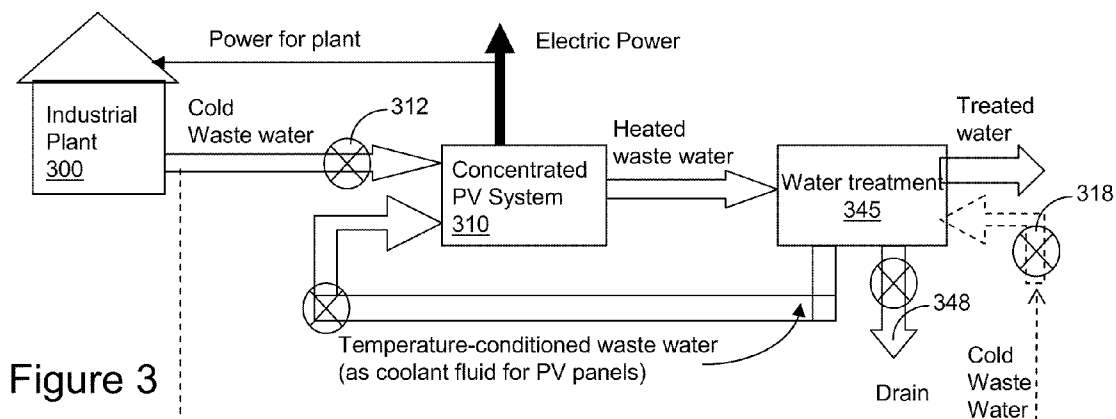 Power for plant
Electric Power
Industrial
Plant
300
Cold
Waste water
312
Concentrated
PV System
310
Heated
waste water
Water treatment
345
Treated
water
318
348
Temperature-conditioned waste water
(as coolant fluid for PV panels)
Drain
Cold
Waste
Water
Figure 3